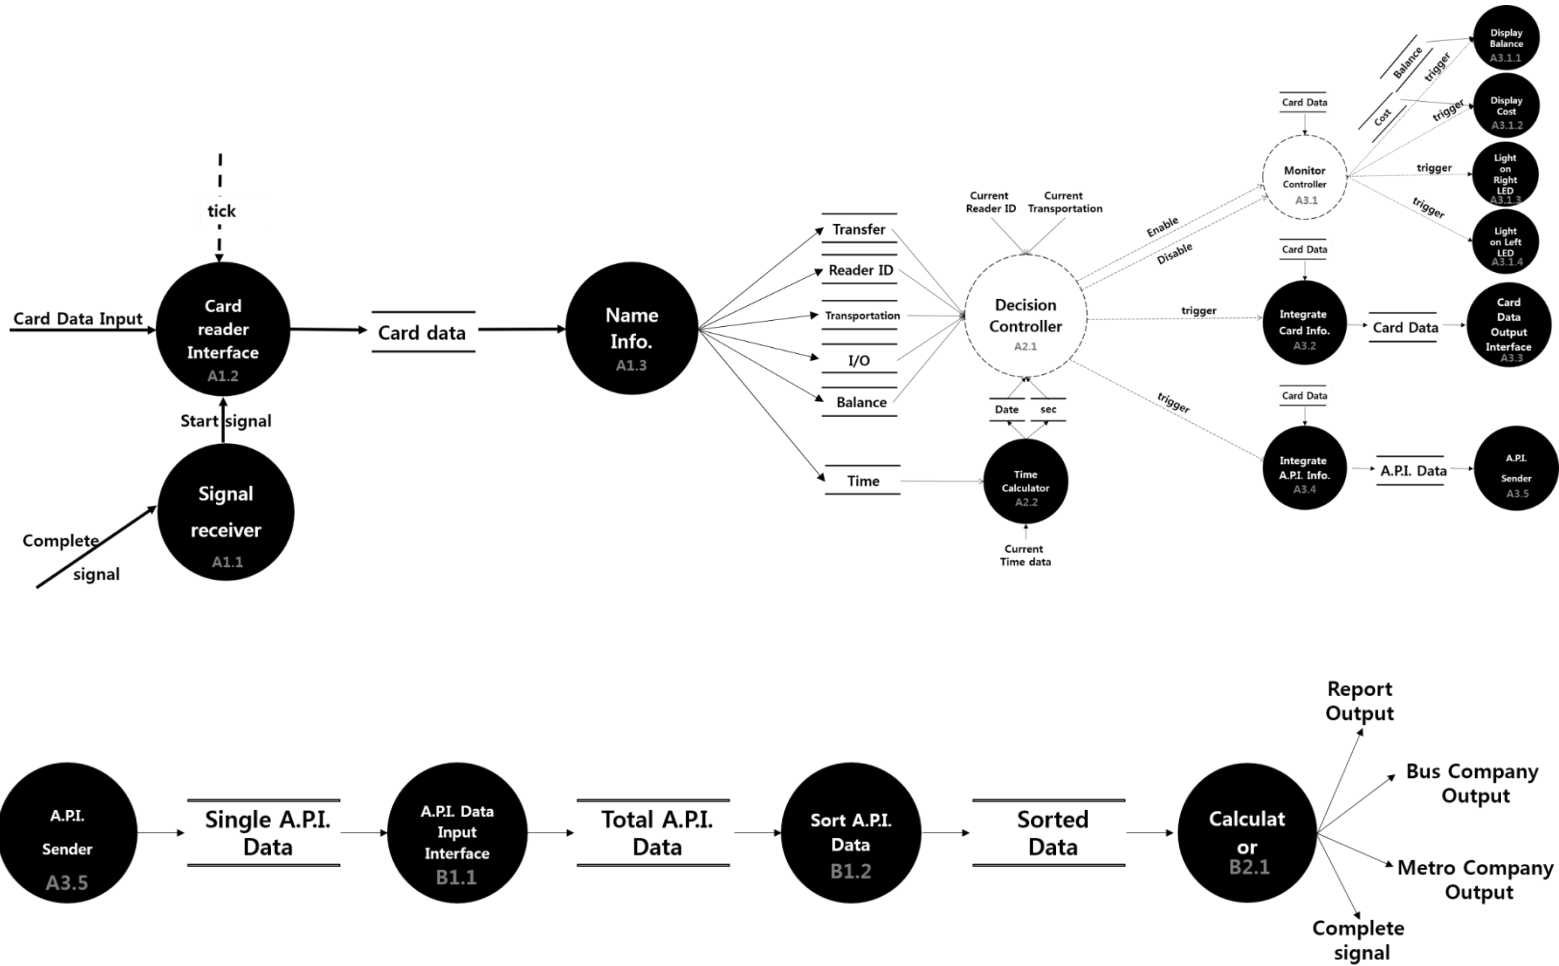 tick
Card Data Input
Card
reader
Interface
A1.2
Start signal
Signal
receiver
A1.1
Complete
signal
Card data
Name
Info.
A1.3
Transfer
Reader ID
Transportation
I/O
Balance
Time
Current
Reader ID
Current
Transportation
Decision
Controller
A2.1
Date
sec
Time
Calculator
A2.2
Current
Time data
Enable
Disable
trigger
trigger
Card Data
Monitor
Controller
A3.1
Balance
Cost
trigger
trigger
trigger
trigger
Display
Balance
A3.1.1
Display
Cost
A3.1.2
Light
on
Right
LED
A3.1.3
Light
on Left
LED
A3.1.4
Card Data
Integrate
Card Info.
A3.2
Card Data
Card
Data
Output
Interface
A3.3
Card Data
Integrate
A.P.I. Info.
A3.4
A.P.I. Data
A.P.I.
Sender
A3.5
A.P.I.
Sender
A3.5
Single A.P.I.
Data
A.P.I. Data
Input
Interface
B1.1
Total A.P.I.
Data
Sort A.P.I.
Data
B1.2
Sorted
Data
Calculat
or
B2.1
Report
Output
Bus Company
Output
Metro Company
Output
Complete
signal